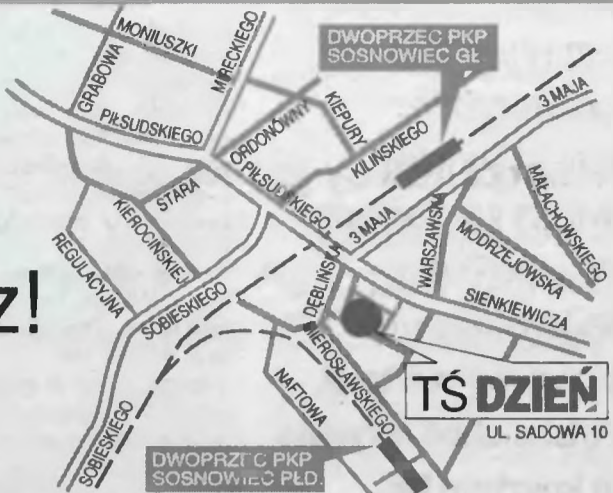 MONIUSZKI
GRABOWA
MIRECKIEGO
DWOPRZEC PKP
SOSNOWIEC GŁ.
3 MAJA
PIŁSUDSKIEGO
ORDONÓWNY
KIEPURY
KILIŃSKIEGO
STARA
PIŁSUDSKIEGO
KIEROCIŃSKIEJ
REGULACYJNA
3 MAJA
WARSZAWSKA
MAŁACHOWSKIEGO
MODRZEJOWSKA
z!
SOBIESKIEGO
DĘBLIŃSKA
SIENKIEWICZA
MIEROSŁAWSKIEGO
NAFTOWA
SOBIESKIEGO
TŚ DZIEŃ
UL. SADOWA 10
DWOPRZEC PKP
SOSNOWIEC PŁD.